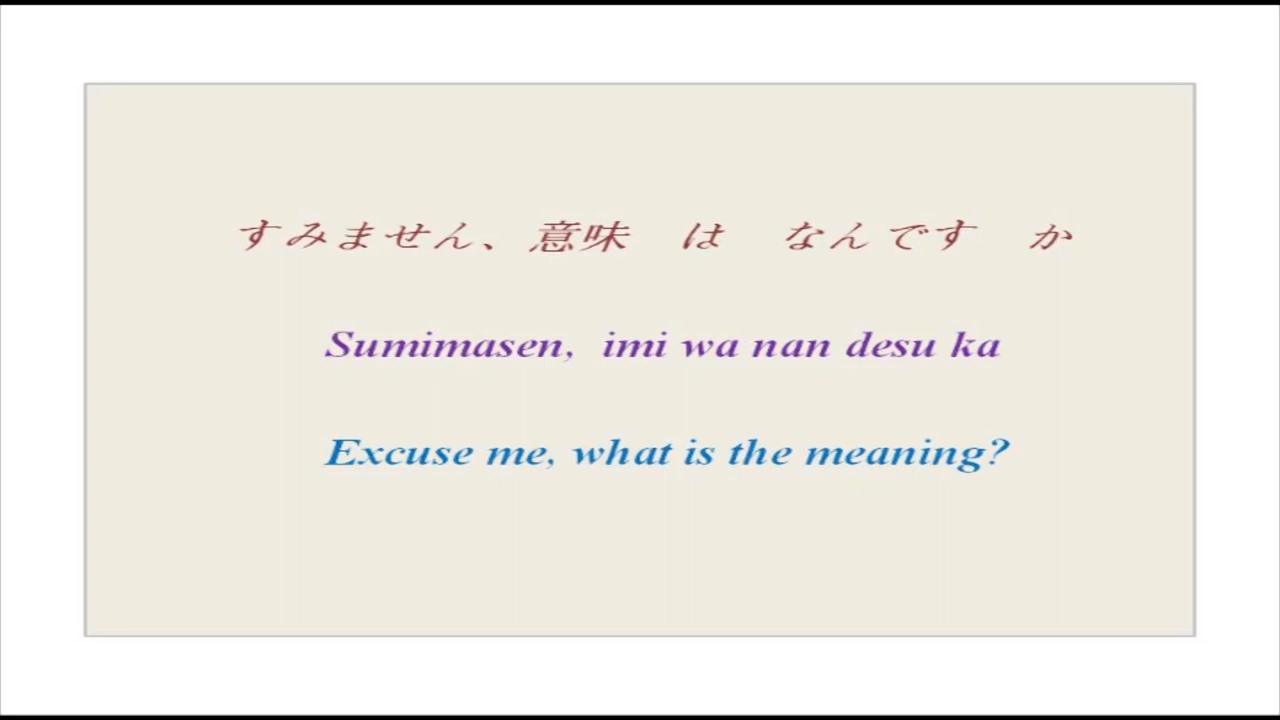 すみません、意味　は　なんです　か
Sumimasen, imi wa nan desu ka
Excuse me, what is the meaning?